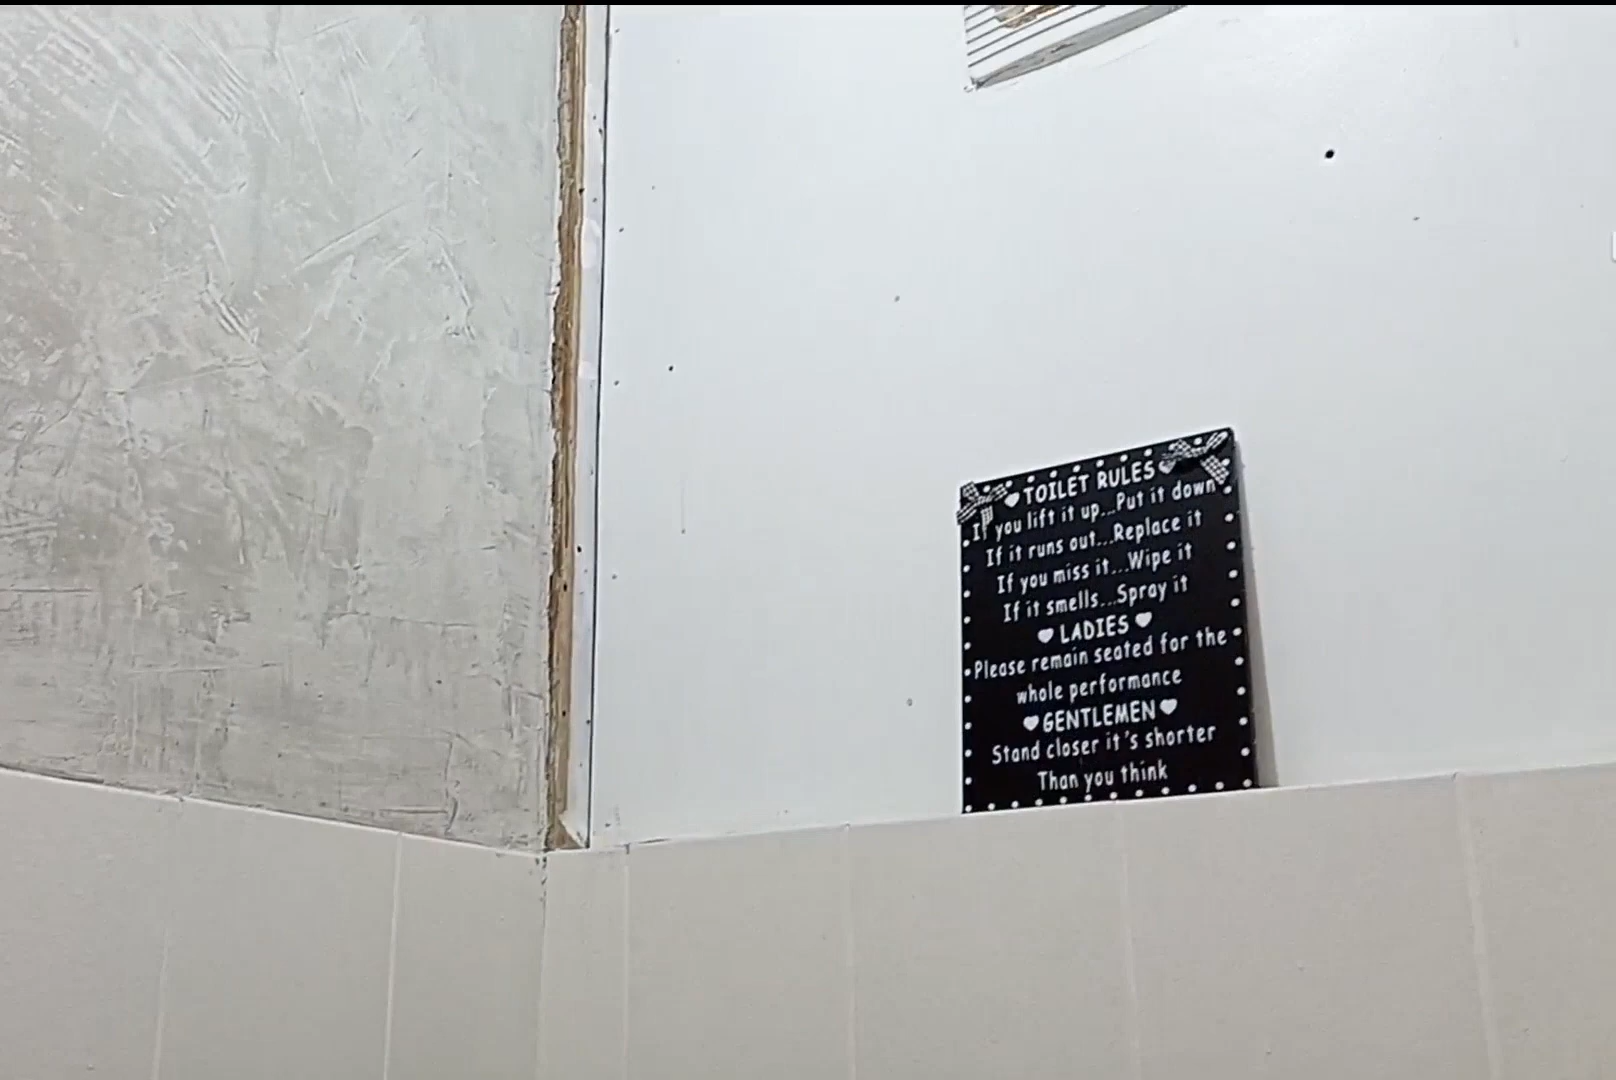 TOILET RULES
If you lift it up...Put it down
If it runs out...Replace it
If you miss it...Wipe it
If it smells...Spray it
LADIES
Please remain seated for the
whole performance
GENTLEMEN
Stand closer it's shorter
Than you think